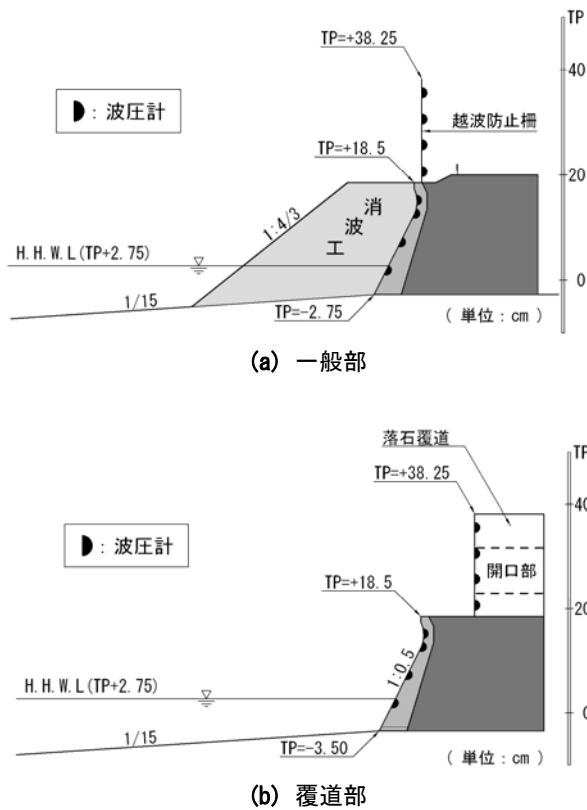 TP
TP=+38.25
40
：波圧計
越波防止柵
TP=+18.5
20
消波工
1:4/3
H.H.W.L(TP+2.75)
0
1/15
TP=-2.75
( 単位：cm )
(a) 一般部
落石覆道
TP
TP=+38.25
40
：波圧計
開口部
TP=+18.5
20
1:0.5
H.H.W.L(TP+2.75)
0
1/15
TP=-3.50
( 単位：cm )
(b) 覆道部